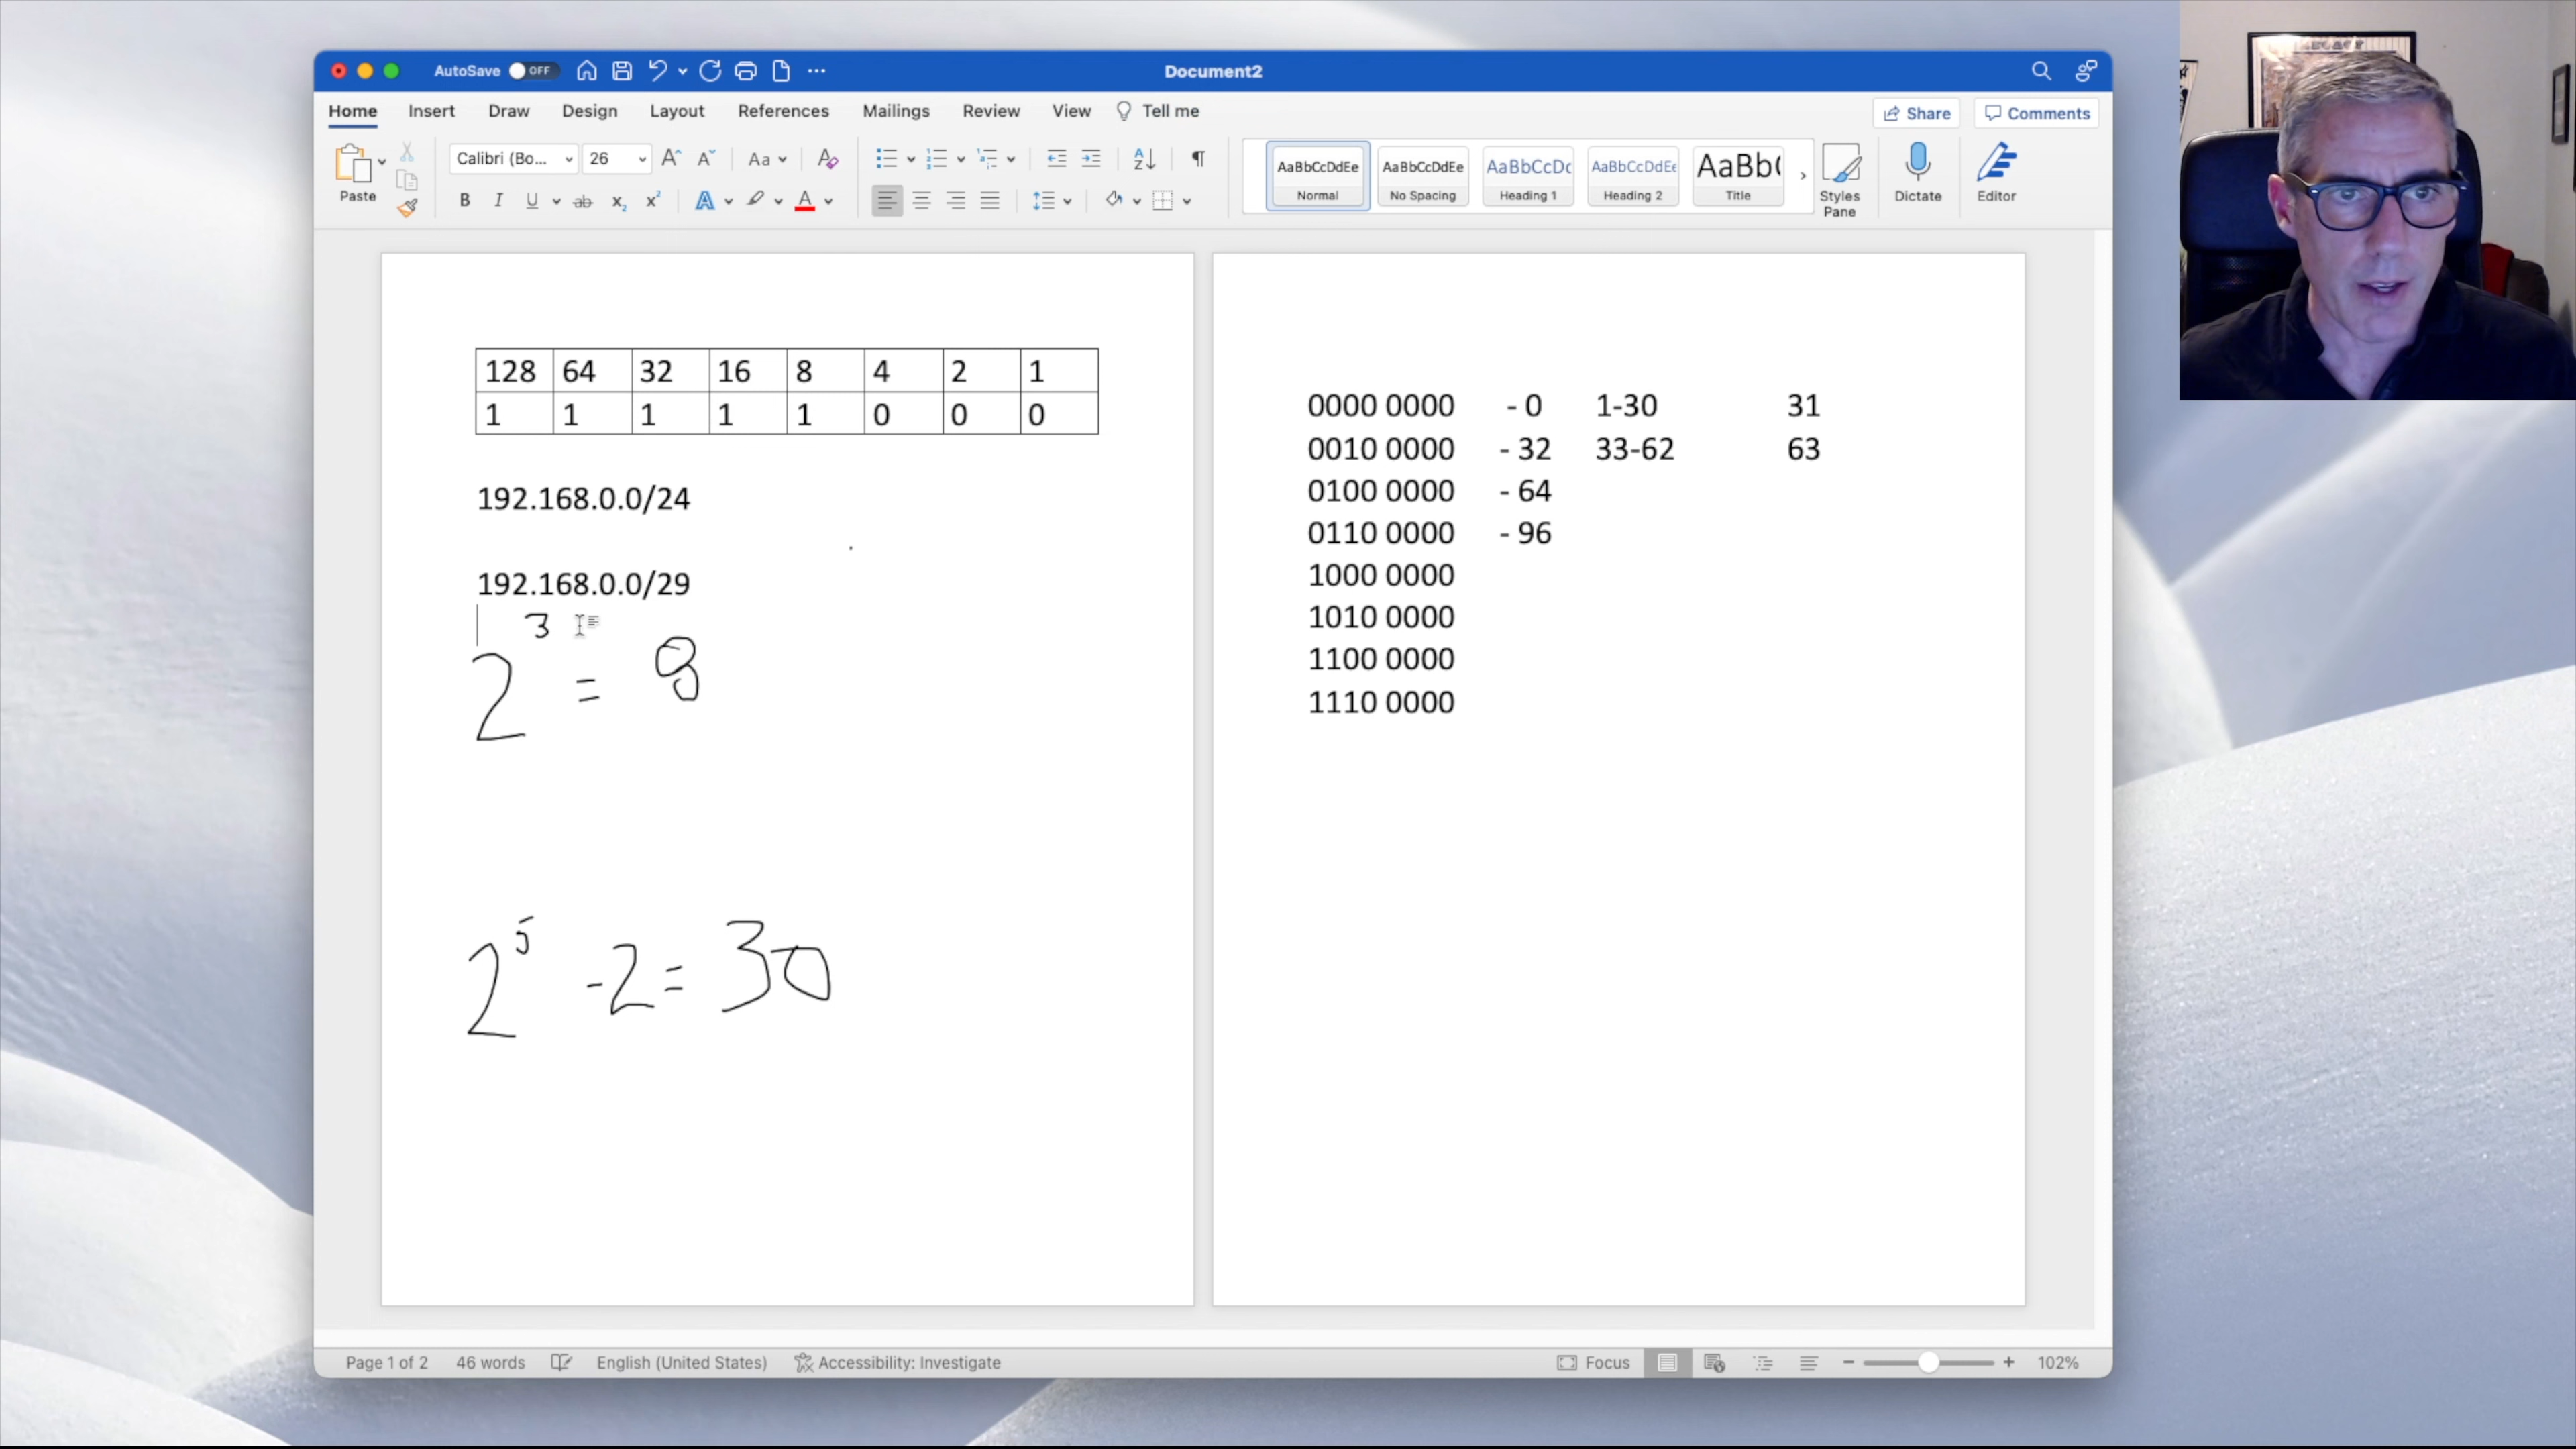 AutoSave OFF Document2
Home Insert Draw Design Layout References Mailings Review View Tell me Share Comments
Paste Calibri (Bo... 26 Aa AaBbCcDdEe Normal AaBbCcDdEe No Spacing AaBbCcDc Heading 1 AaBbCcDdEe Heading 2 AaBb( Title Styles Pane Dictate Editor
128 64 32 16 8 4 2 1
1 1 1 1 1 0 0 0
192.168.0.0/24
192.168.0.0/29
2³ = 8
2⁵ -2= 30
0000 0000 - 0 1-30 31
0010 0000 - 32 33-62 63
0100 0000 - 64
0110 0000 - 96
1000 0000
1010 0000
1100 0000
1110 0000
Page 1 of 2 46 words English (United States) Accessibility: Investigate Focus 102%